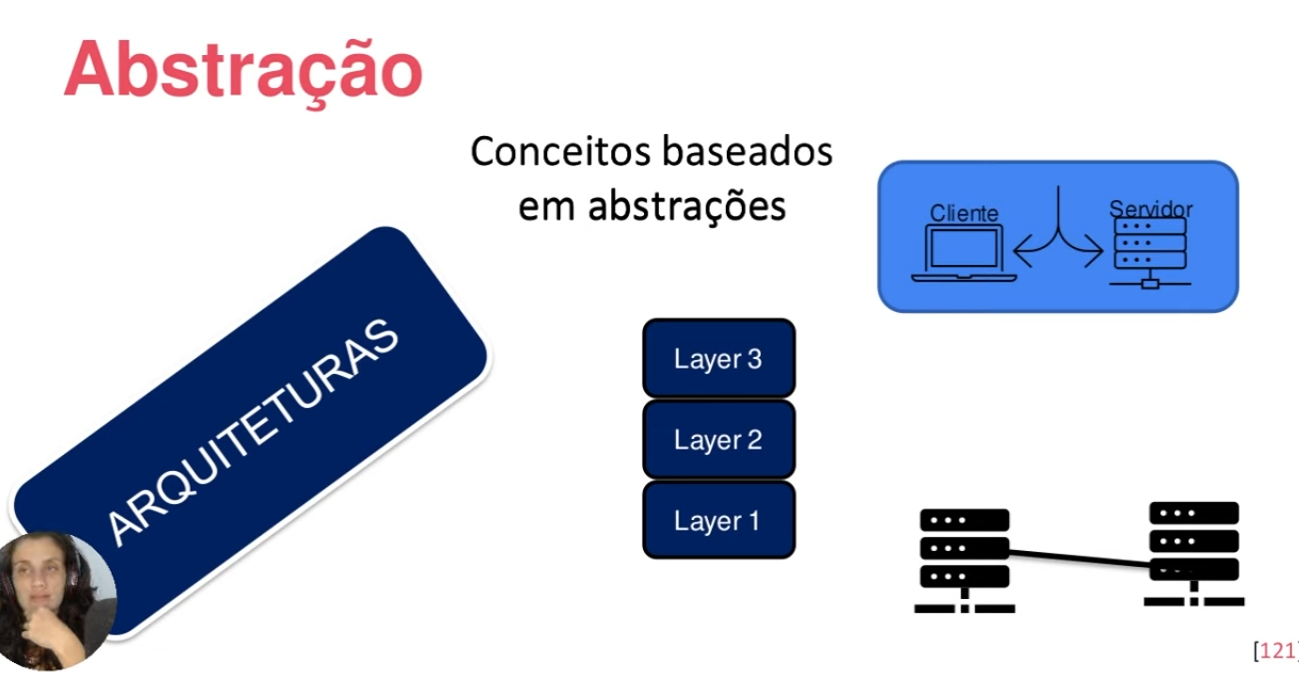 Abstração
Conceitos baseados
em abstrações
Cliente
Servidor
ARQUITETURAS
Layer 3
Layer 2
Layer 1
[121]